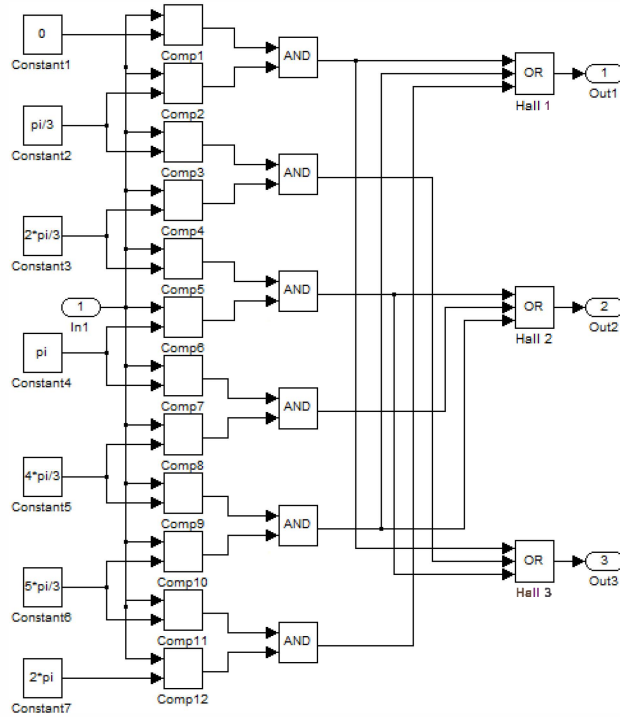 0
Constant1
pi/3
Constant2
2*pi/3
Constant3
1
In1
pi
Constant4
4*pi/3
Constant5
5*pi/3
Constant6
2*pi
Constant7
Comp1
Comp2
Comp3
Comp4
Comp5
Comp6
Comp7
Comp8
Comp9
Comp10
Comp11
Comp12
AND
AND
AND
AND
AND
AND
OR
Hall 1
1
Out1
OR
Hall 2
2
Out2
OR
Hall 3
3
Out3